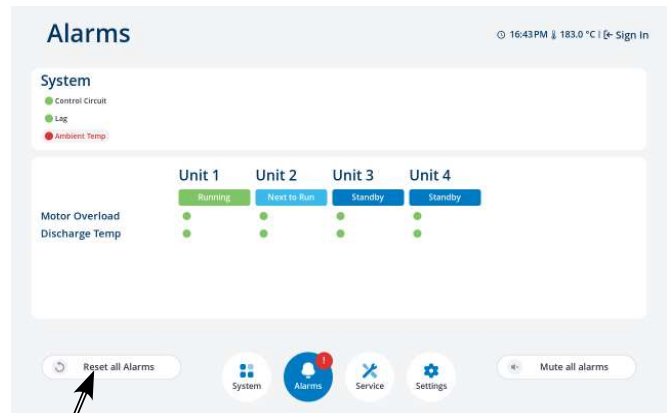 Alarms
16:43PM 183.0 °C | Sign In
System
Control Circuit
Lag
Ambient Temp
Unit 1 Unit 2 Unit 3 Unit 4
Running Next to Run Standby Standby
Motor Overload
Discharge Temp
!
Reset all Alarms
Mute all alarms
System Alarms Service Settings